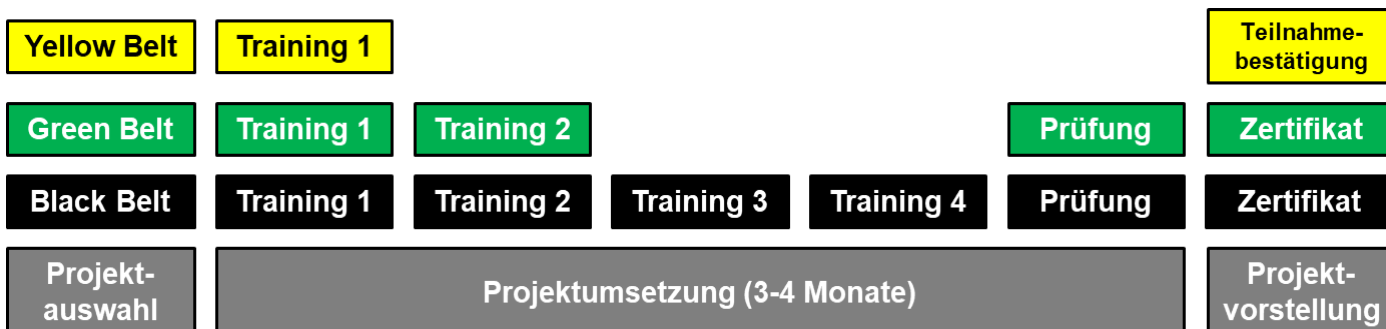 Yellow Belt
Training 1
Teilnahme-
bestätigung
Green Belt
Training 1
Training 2
Prüfung
Zertifikat
Black Belt
Training 1
Training 2
Training 3
Training 4
Prüfung
Zertifikat
Projekt-
auswahl
Projektumsetzung (3-4 Monate)
Projekt-
vorstellung